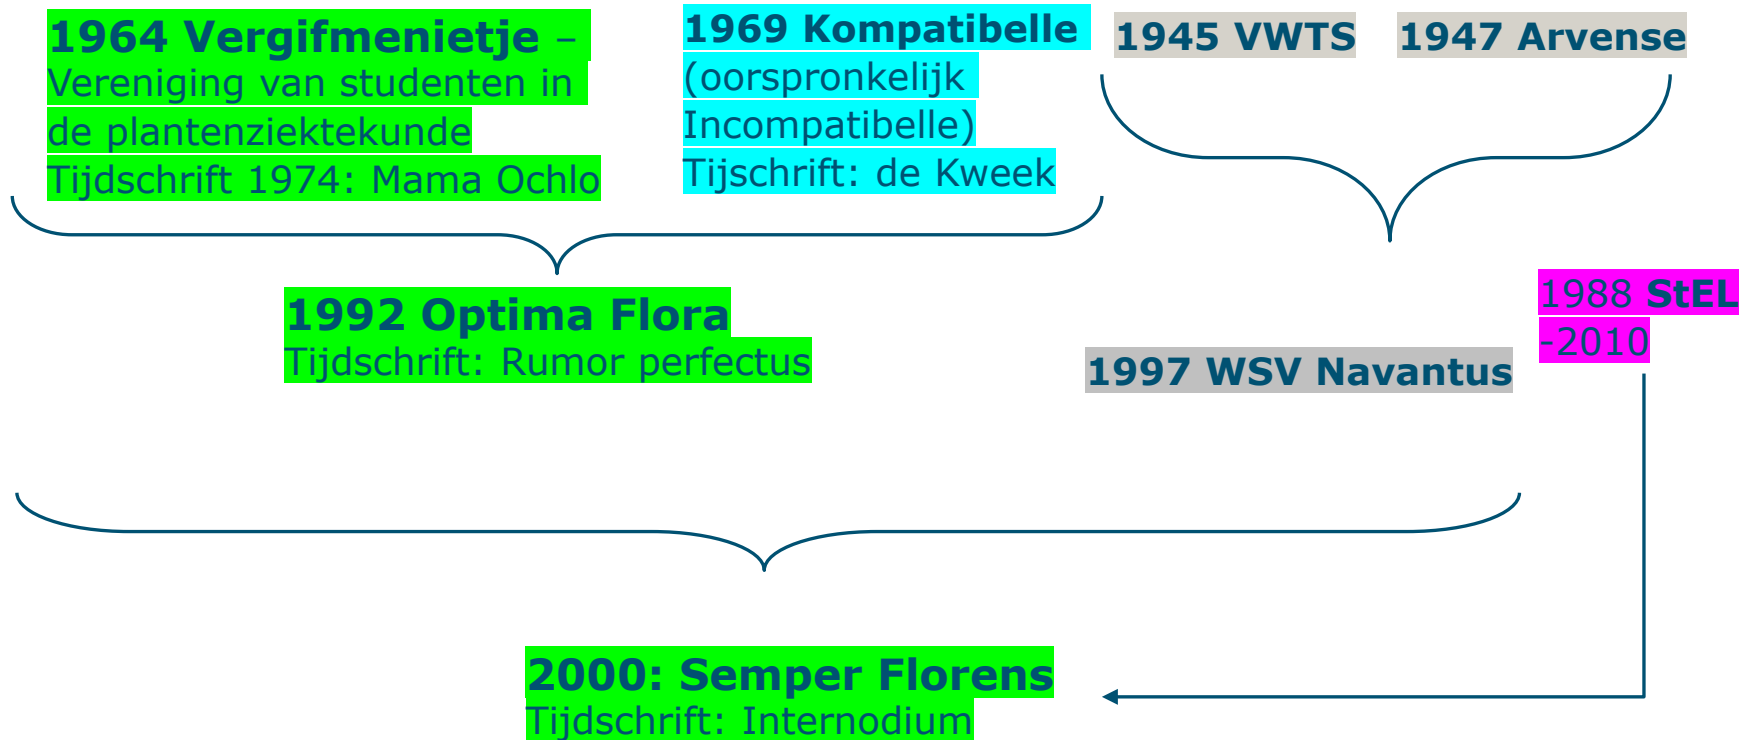 1964 Vergifmenietje –
Vereniging van studenten in
de plantenziektekunde
Tijdschrift 1974: Mama Ochlo
1969 Kompatibelle
(oorspronkelijk
Incompatibelle)
Tijschrift: de Kweek
1945 VWTS
1947 Arvense
1992 Optima Flora
Tijdschrift: Rumor perfectus
1988 StEL
-2010
1997 WSV Navantus
2000: Semper Florens
Tijdschrift: Internodium